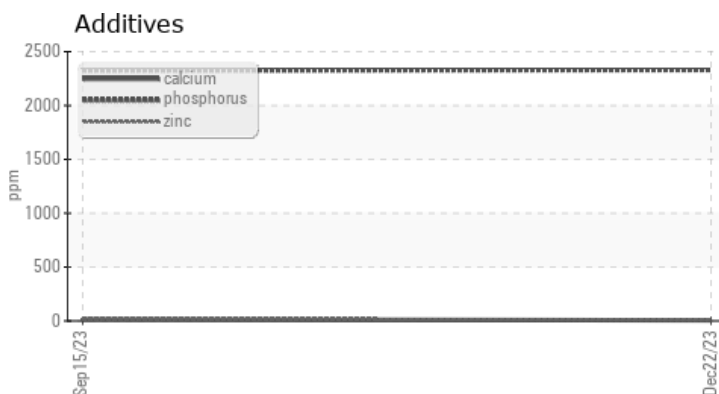 Additives
2500
2000
1500
1000
500
0
ppm
calcium
phosphorus
zinc
Sep15/23
Dec22/23